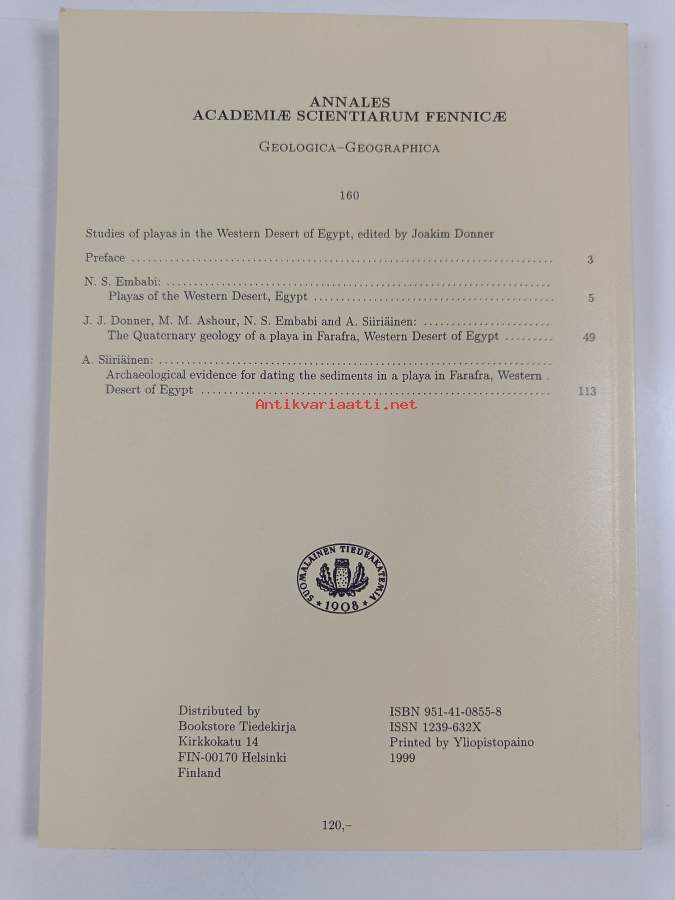 ANNALES
ACADEMIÆ SCIENTIARUM FENNICÆ
GEOLOGICA–GEOGRAPHICA
160
Studies of playas in the Western Desert of Egypt, edited by Joakim Donner
Preface ........................................................................... 3
N. S. Embabi: .....................................................................
Playas of the Western Desert, Egypt ........................................... 5
J. J. Donner, M. M. Ashour, N. S. Embabi and A. Siiriäinen: .......................
The Quaternary geology of a playa in Farafra, Western Desert of Egypt ......... 49
A. Siiriäinen: ......................................................................
Archaeological evidence for dating the sediments in a playa in Farafra, Western .
Desert of Egypt ............................................................... 113
Antikvariaatti.net
SUOMALAINEN TIEDEAKATEMIA
* 1908 *
Distributed by
Bookstore Tiedekirja
Kirkkokatu 14
FIN-00170 Helsinki
Finland
ISBN 951-41-0855-8
ISSN 1239-632X
Printed by Yliopistopaino
1999
120,–